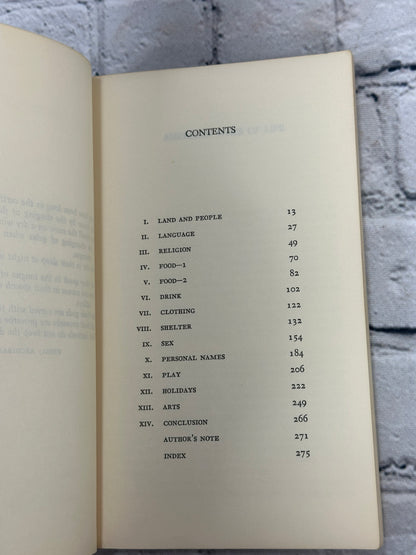 CONTENTS
I. LAND AND PEOPLE 13
II. LANGUAGE 27
III. RELIGION 49
IV. FOOD—1 70
V. FOOD—2 82
VI. DRINK 102
VII. CLOTHING 122
VIII. SHELTER 132
IX. SEX 154
X. PERSONAL NAMES 184
XI. PLAY 206
XII. HOLIDAYS 222
XIII. ARTS 249
XIV. CONCLUSION 266
AUTHOR'S NOTE 271
INDEX 275